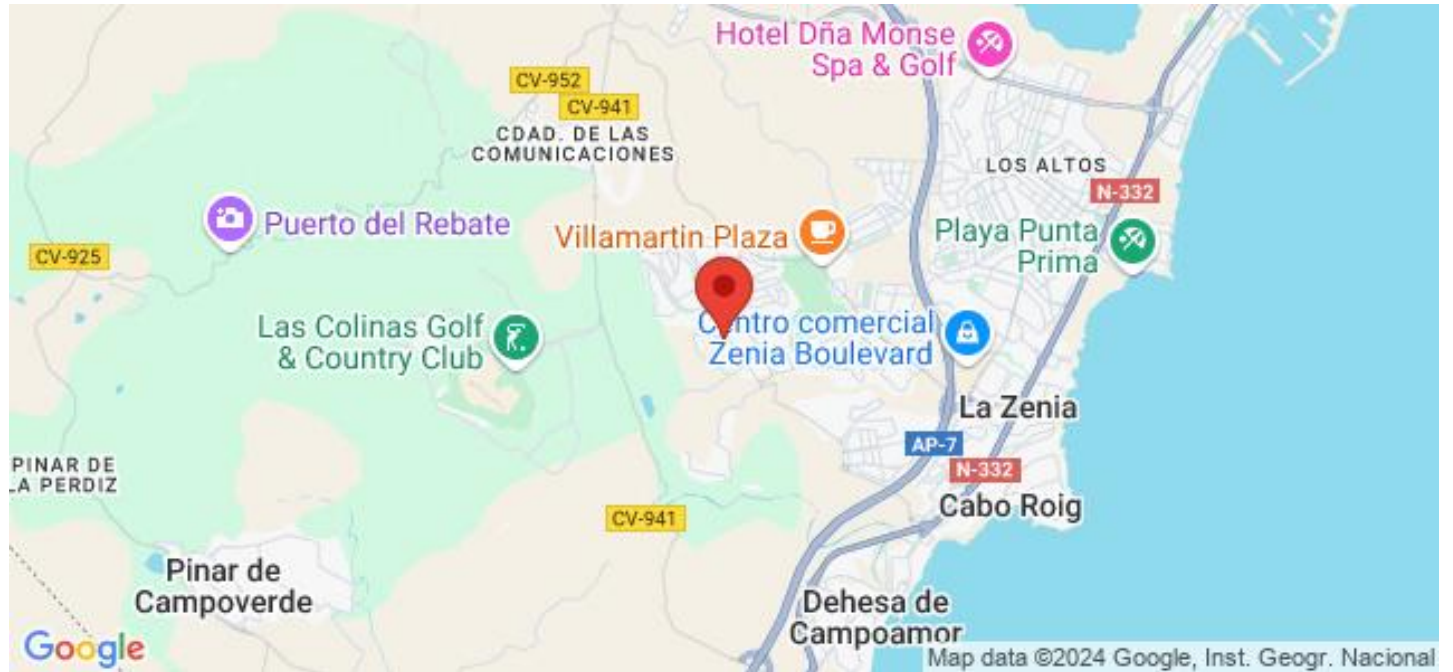 Hotel Dña Monse
Spa & Golf
CV-952
CV-941
CDAD. DE LAS
COMUNICACIONES
LOS ALTOS
N-332
Puerto del Rebate
Villamartin Plaza
Playa Punta
Prima
CV-925
Las Colinas Golf
& Country Club
Centro comercial
Zenia Boulevard
La Zenia
AP-7
PINAR DE
LA PERDIZ
N-332
Cabo Roig
CV-941
Pinar de
Campoverde
Dehesa de
Campoamor
Google
Map data ©2024 Google, Inst. Geogr. Nacional